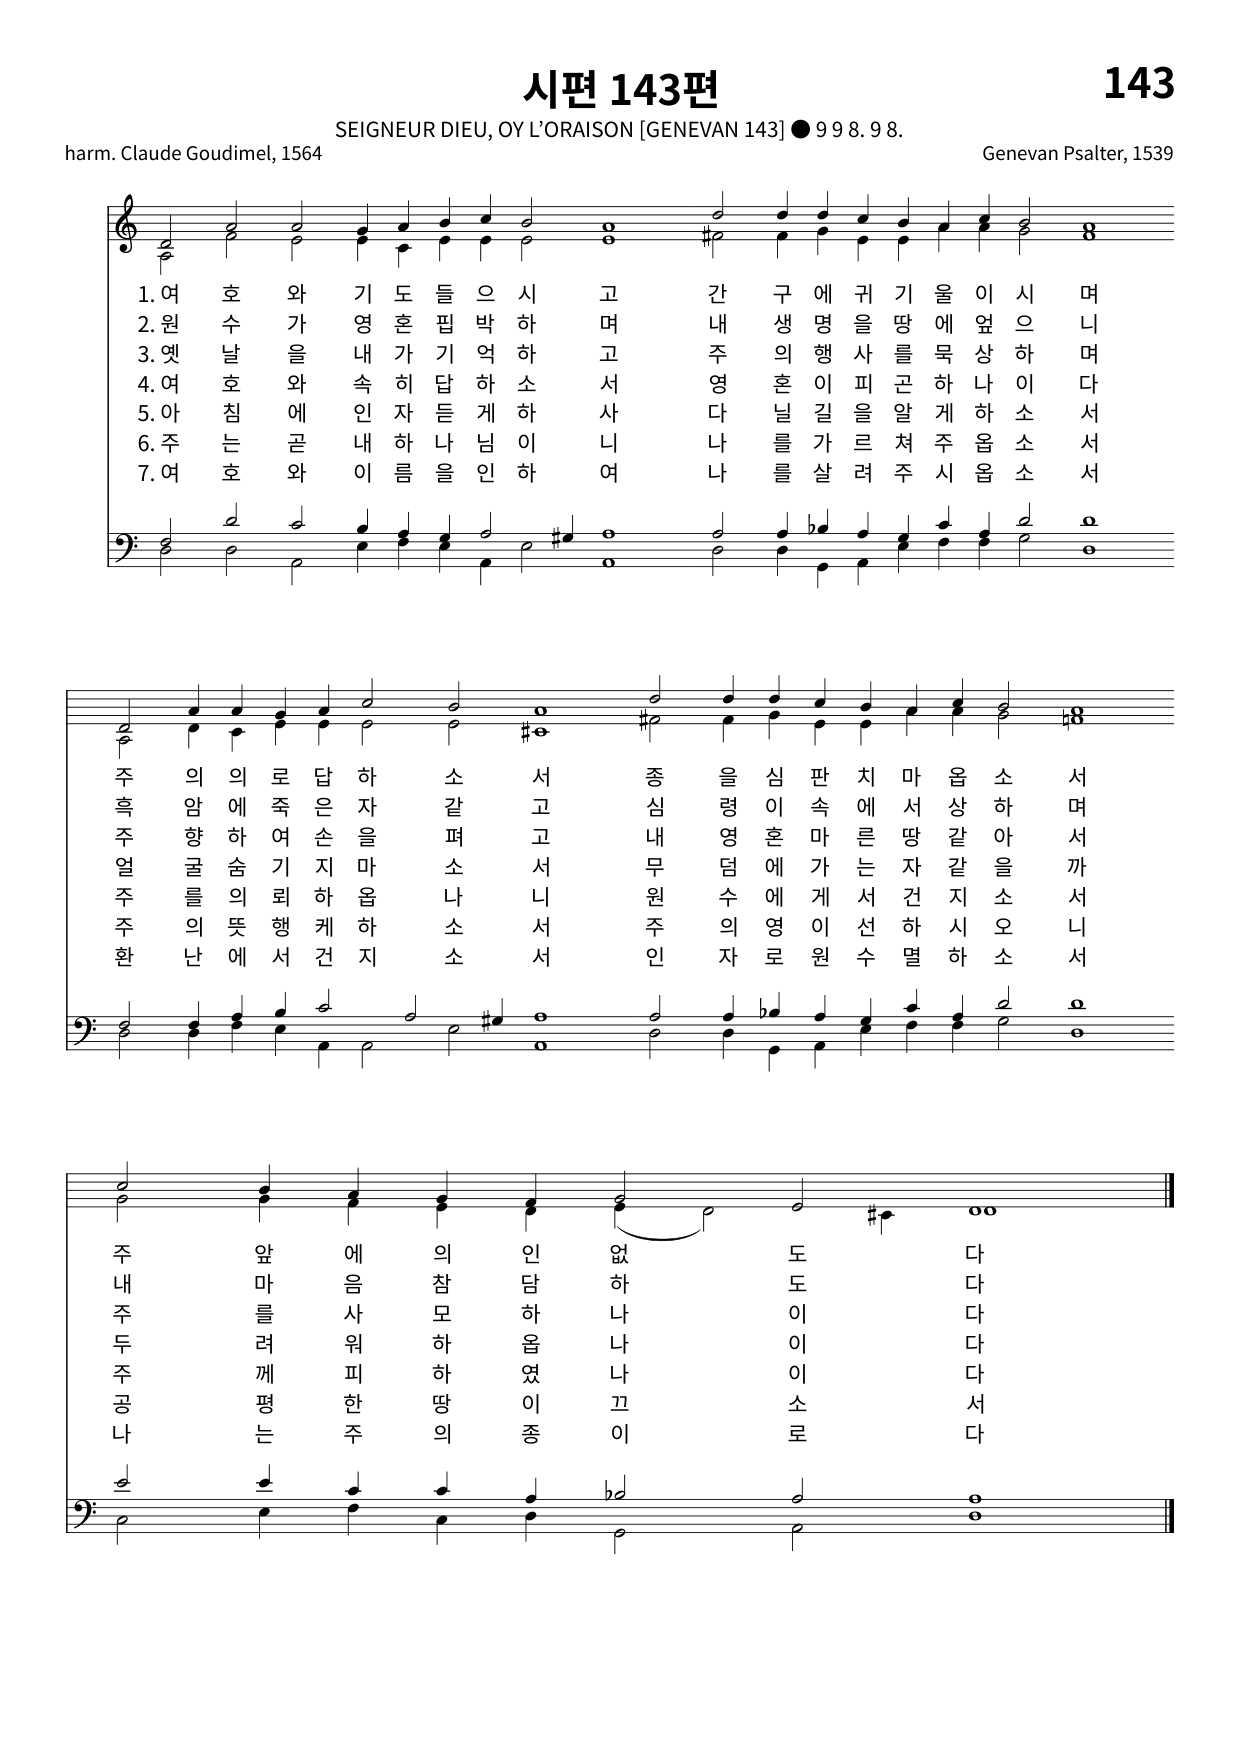 시편 143편
143
SEIGNEUR DIEU, OY L’ORAISON [GENEVAN 143] ● 9 9 8. 9 8.
harm. Claude Goudimel, 1564
Genevan Psalter, 1539
1. 여 호 와 기 도 들 으 시 고 간 구 에 귀 기 울 이 시 며
2. 원 수 가 영 혼 핍 박 하 며 내 생 명 을 땅 에 엎 으 니
3. 옛 날 을 내 가 기 억 하 고 주 의 행 사 를 묵 상 하 며
4. 여 호 와 속 히 답 하 소 서 영 혼 이 피 곤 하 나 이 다
5. 아 침 에 인 자 듣 게 하 사 다 닐 길 을 알 게 하 소 서
6. 주 는 곧 내 하 나 님 이 니 나 를 가 르 쳐 주 옵 소 서
7. 여 호 와 이 름 을 인 하 여 나 를 살 려 주 시 옵 소 서
주 의 의 로 답 하 소 서 종 을 심 판 치 마 옵 소 서
흑 암 에 죽 은 자 같 고 심 령 이 속 에 서 상 하 며
주 향 하 여 손 을 펴 고 내 영 혼 마 른 땅 같 아 서
얼 굴 숨 기 지 마 소 서 무 덤 에 가 는 자 같 을 까
주 를 의 뢰 하 옵 나 니 원 수 에 게 서 건 지 소 서
주 의 뜻 행 케 하 소 서 주 의 영 이 선 하 시 오 니
환 난 에 서 건 지 소 서 인 자 로 원 수 멸 하 소 서
주 앞 에 의 인 없 도 다
내 마 음 참 담 하 도 다
주 를 사 모 하 나 이 다
두 려 워 하 옵 나 이 다
주 께 피 하 였 나 이 다
공 평 한 땅 이 끄 소 서
나 는 주 의 종 이 로 다